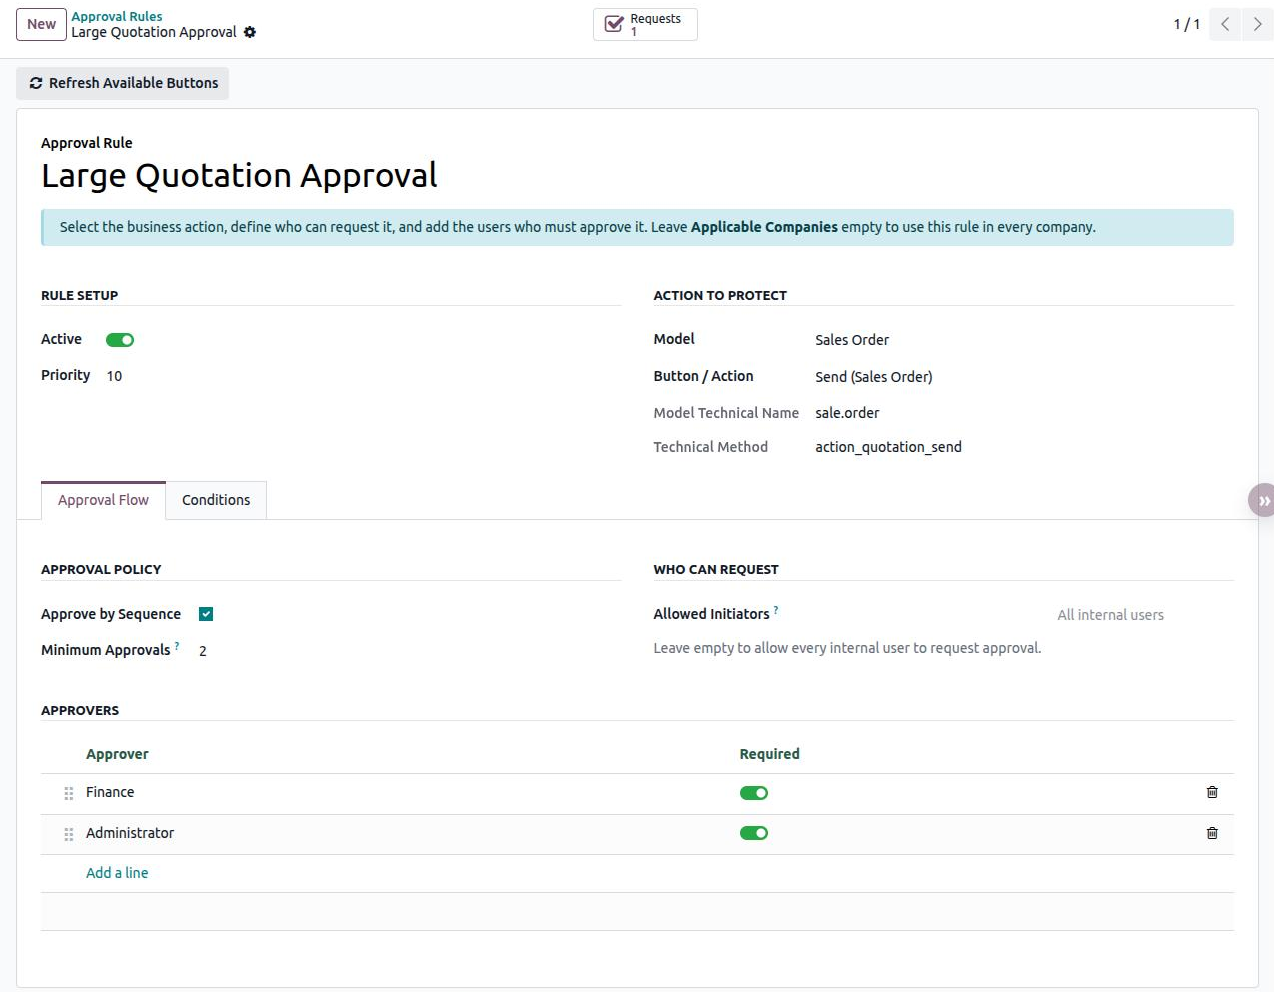 New
Approval Rules
Large Quotation Approval
Requests
1
1 / 1
Refresh Available Buttons
Approval Rule
Large Quotation Approval
Select the business action, define who can request it, and add the users who must approve it. Leave Applicable Companies empty to use this rule in every company.
RULE SETUP
Active
Priority 10
ACTION TO PROTECT
Model Sales Order
Button / Action Send (Sales Order)
Model Technical Name sale.order
Technical Method action_quotation_send
Approval Flow Conditions
APPROVAL POLICY
Approve by Sequence
Minimum Approvals ? 2
WHO CAN REQUEST
Allowed Initiators ? All internal users
Leave empty to allow every internal user to request approval.
APPROVERS
Approver Required
Finance
Administrator
Add a line